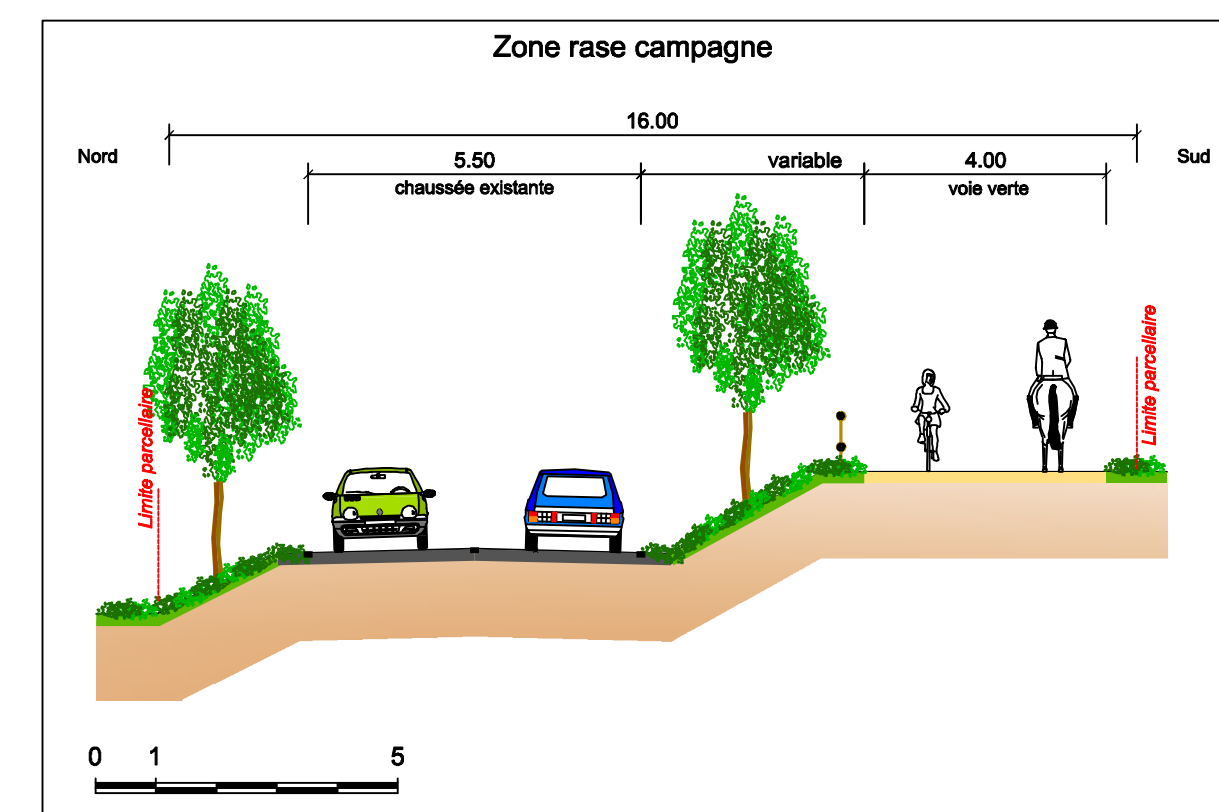 Zone rase campagne
16.00
Nord
Sud
5.50
variable
4.00
chaussée existante
voie verte
Limite parcellaire
Limite parcellaire
0 1 5